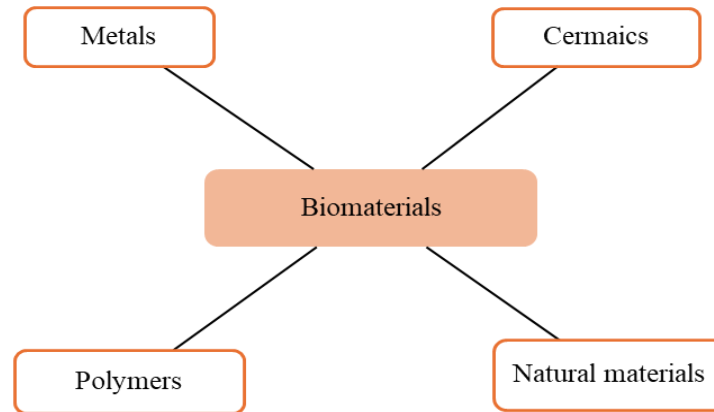 Metals
Cermaics
Biomaterials
Polymers
Natural materials